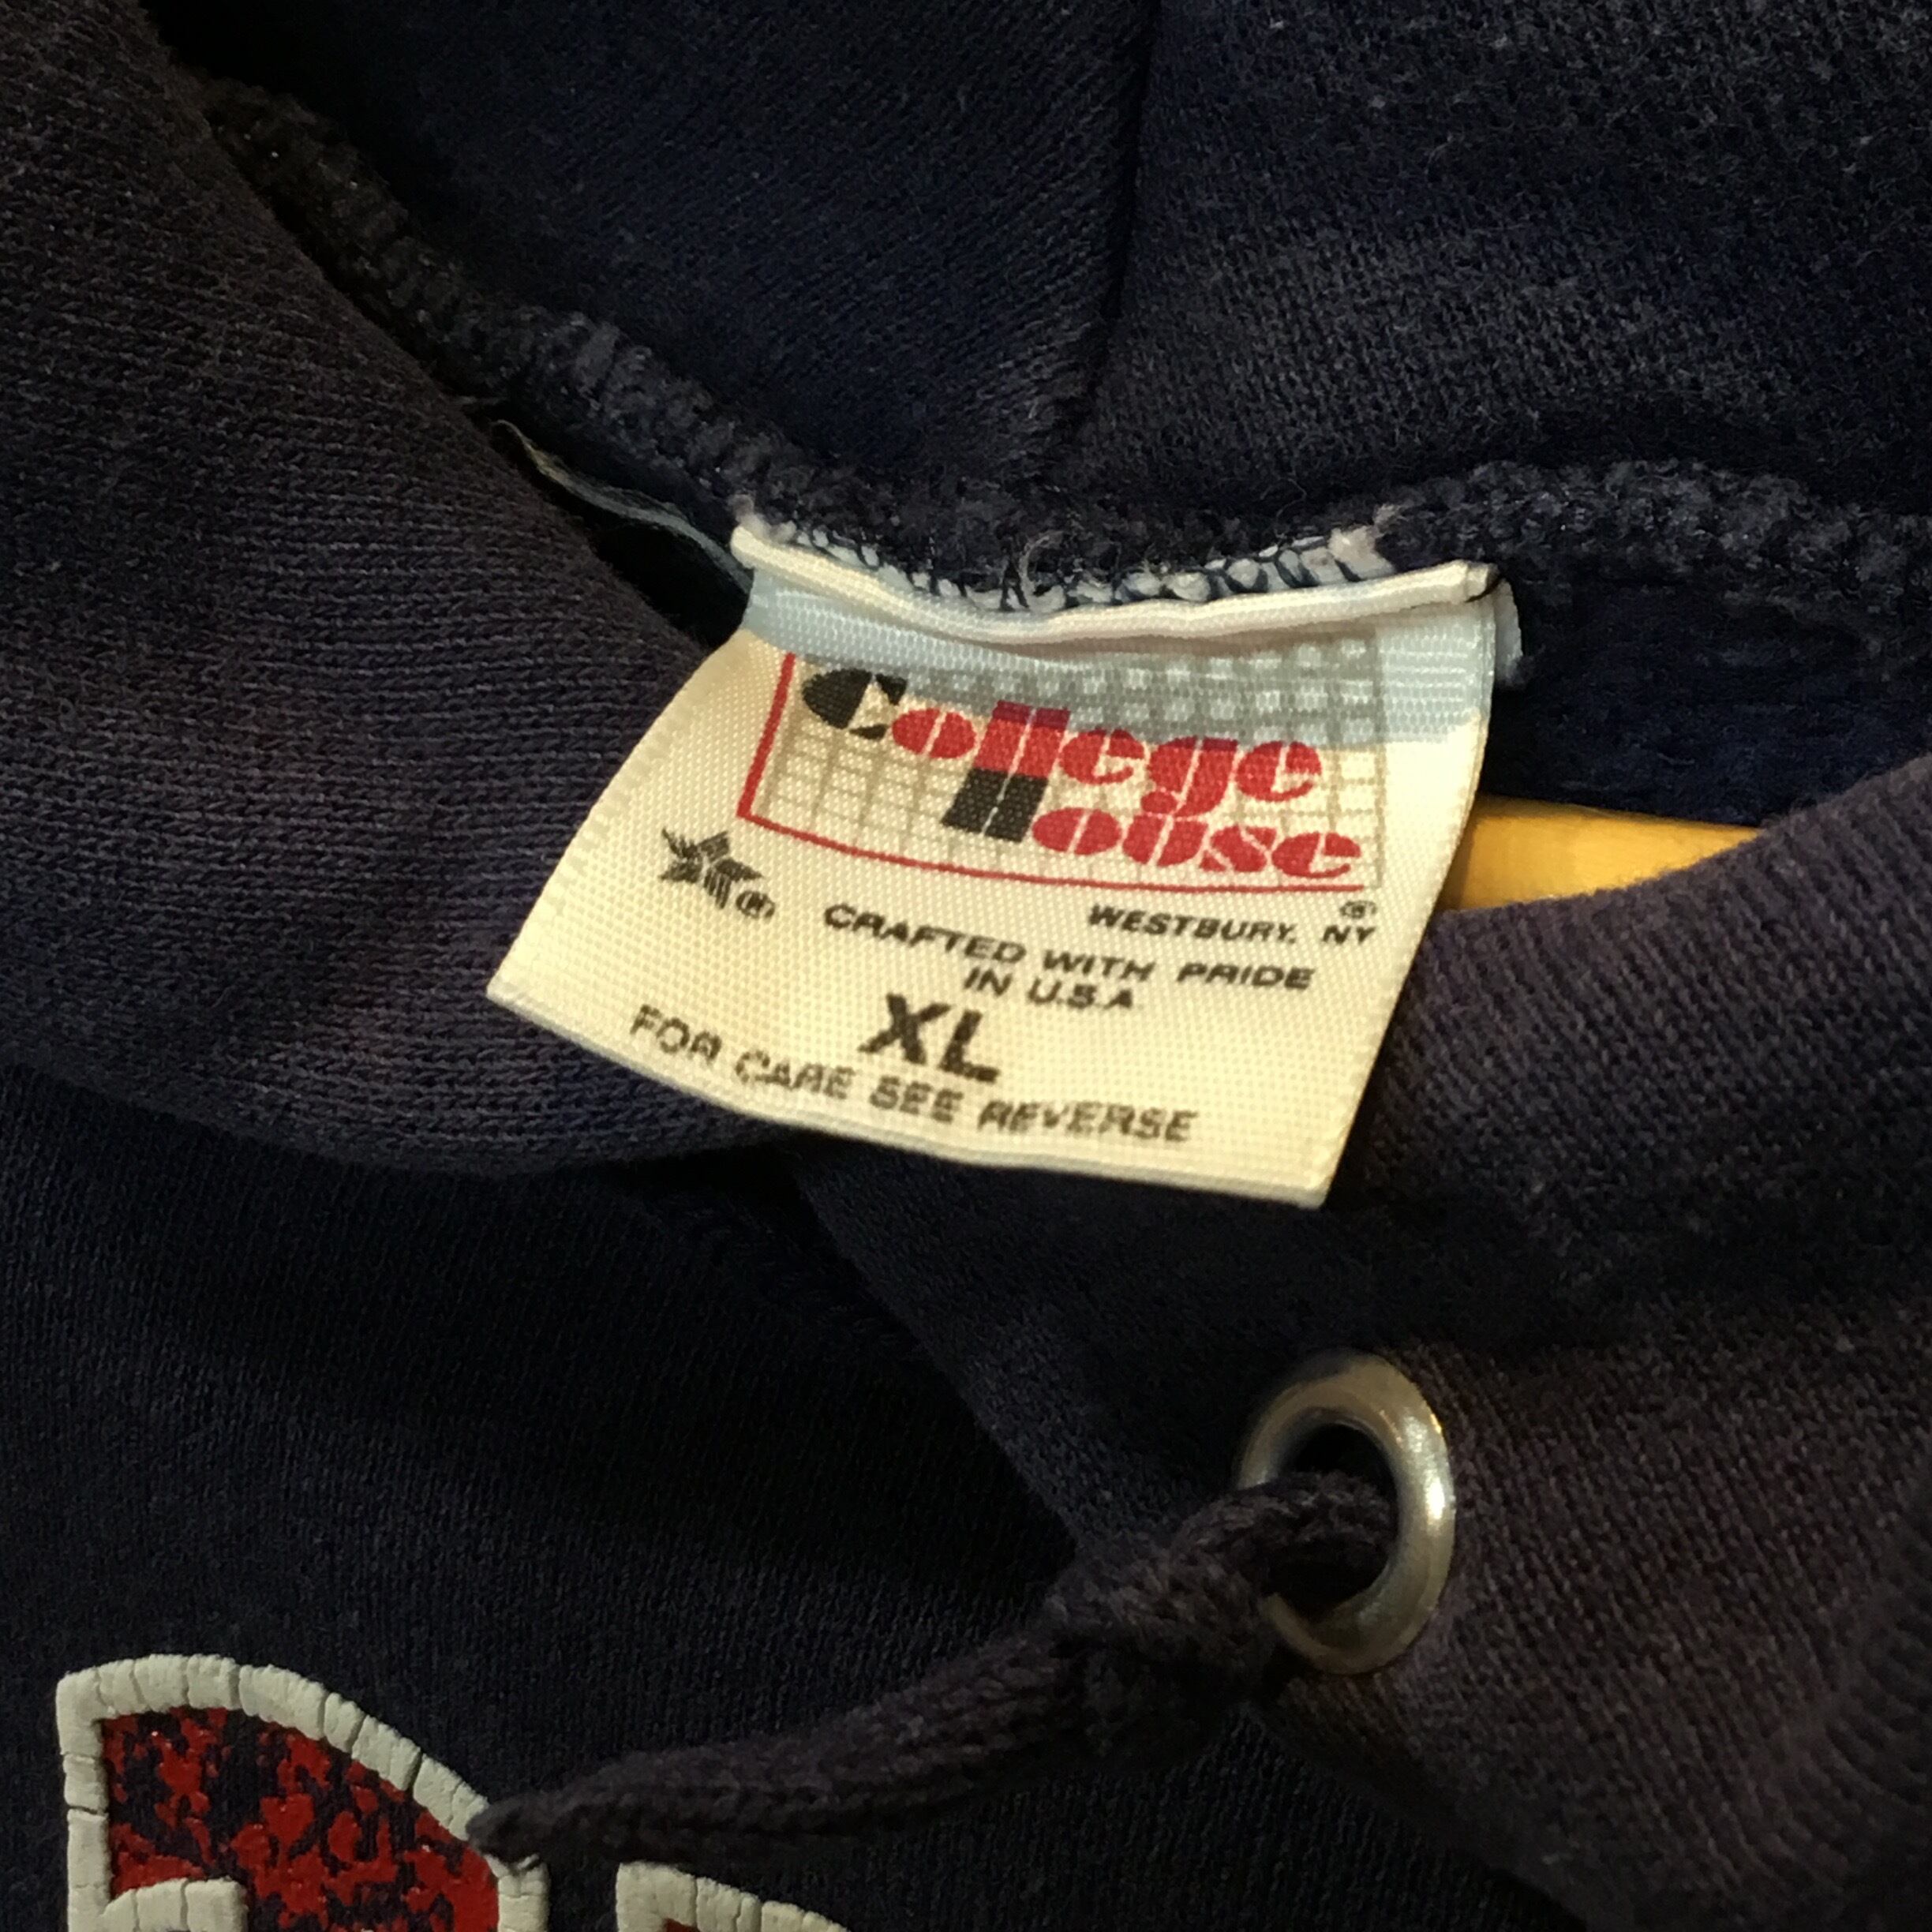 College
House
®
WESTBURY, NY
CRAFTED WITH PRIDE
IN U.S.A
XL
FOR CARE SEE REVERSE